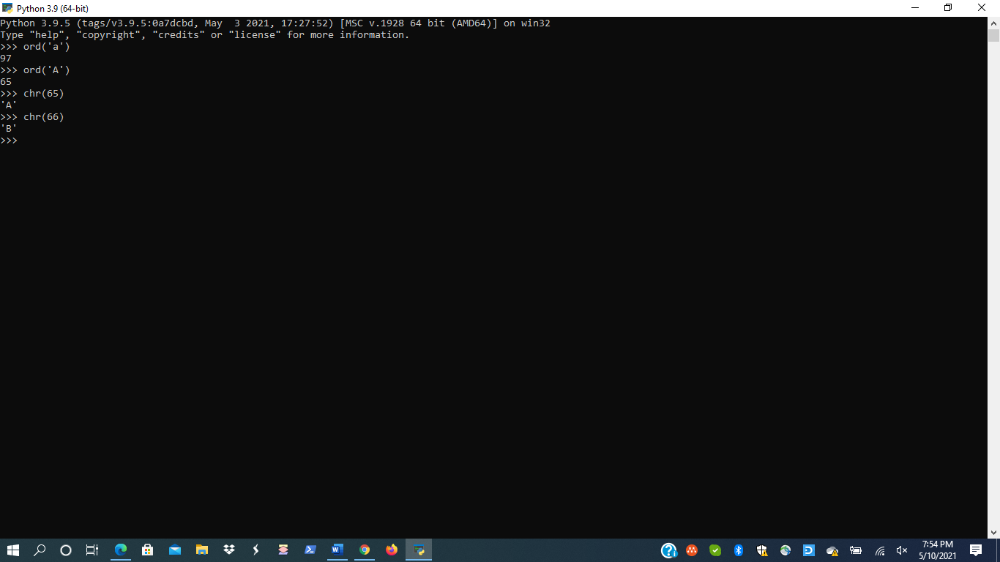 Python 3.9 (64-bit)
Python 3.9.5 (tags/v3.9.5:0a7dcbd, May  3 2021, 17:27:52) [MSC v.1928 64 bit (AMD64)] on win32
Type "help", "copyright", "credits" or "license" for more information.
>>> ord('a')
97
>>> ord('A')
65
>>> chr(65)
'A'
>>> chr(66)
'B'
>>>
7:54 PM
5/10/2021